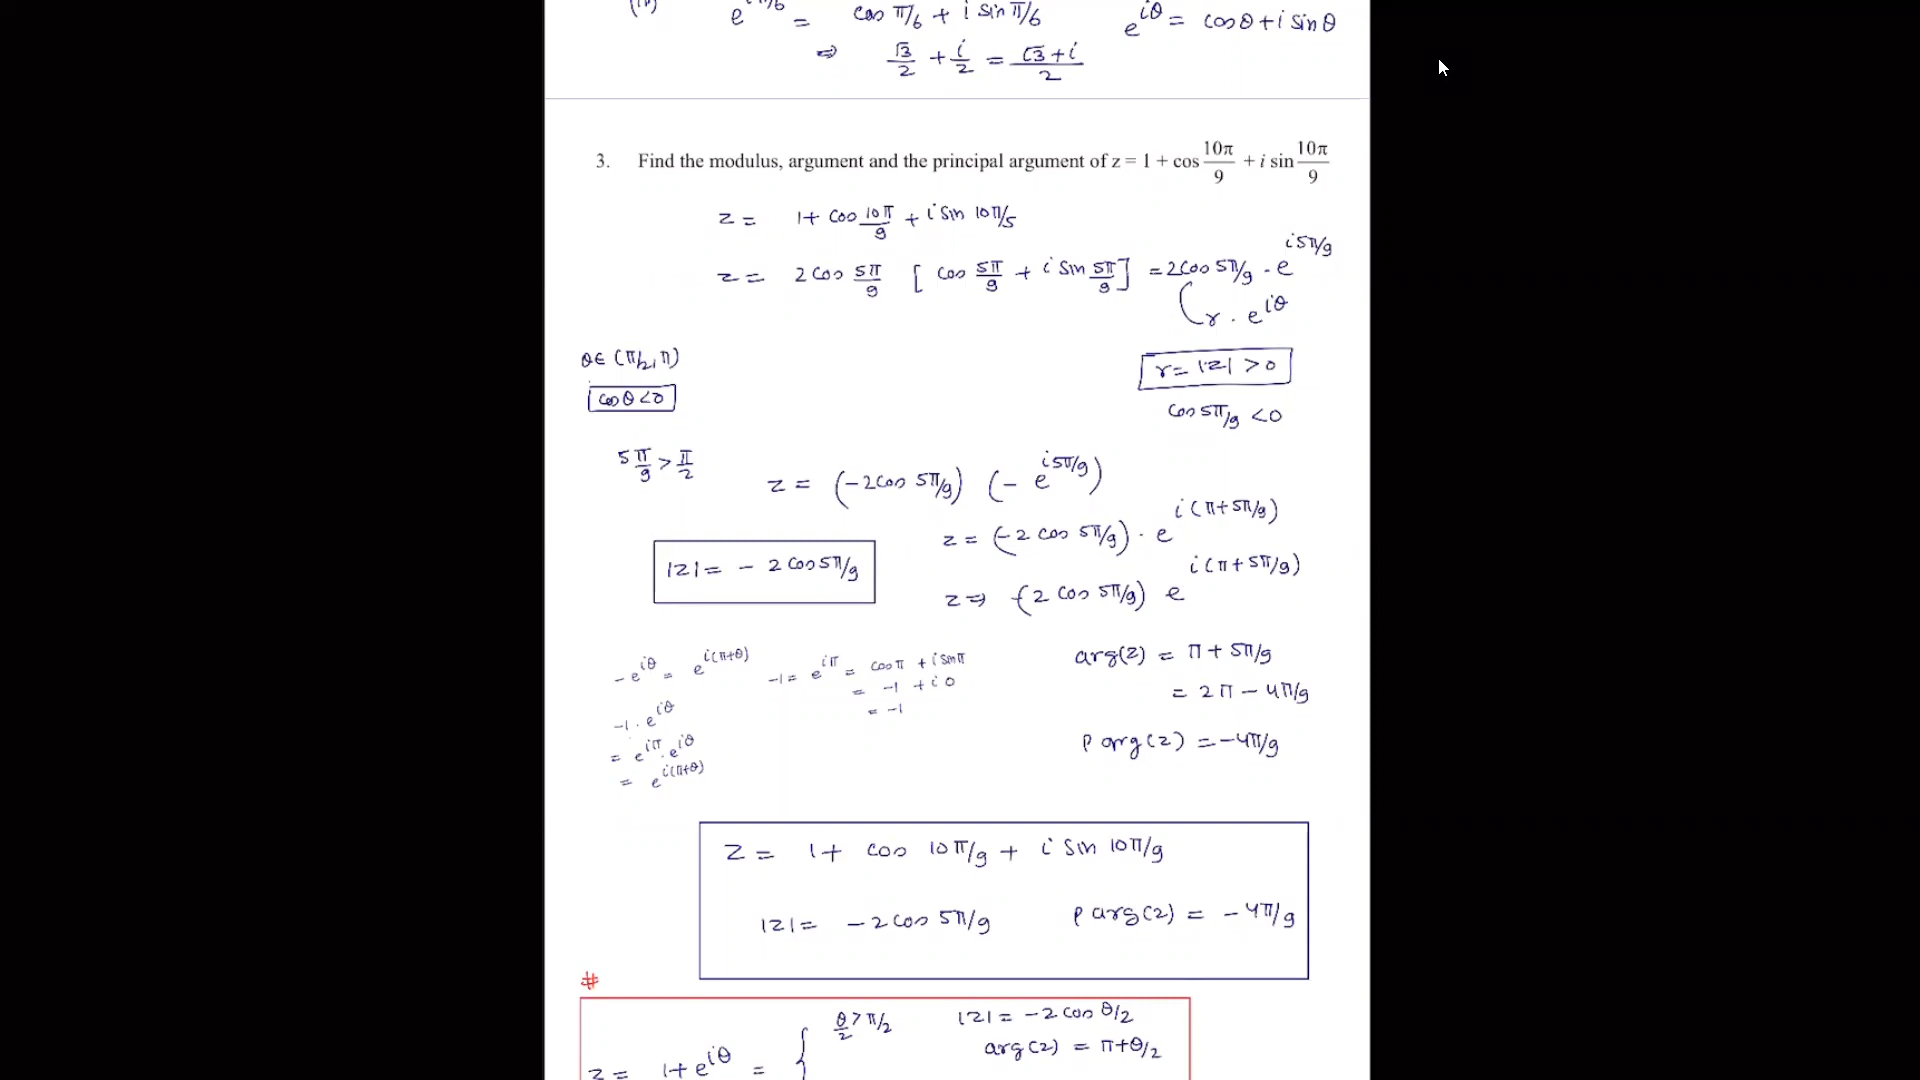 (iv) e^{iπ/6} = cos π/6 + i sin π/6 e^{iθ} = cosθ + i sinθ
⇒ √3/2 + i/2 = (√3+i)/2
3. Find the modulus, argument and the principal argument of z = 1 + cos 10π/9 + i sin 10π/9
z = 1+ cos 10π/9 + i sin 10π/5
z = 2 cos 5π/9 [ cos 5π/9 + i sin 5π/9 ] = 2cos 5π/9 . e^{i5π/9}
r . e^{iθ}
θ∈ (π/2, π)
r = |z| > 0
cosθ<0
cos 5π/9 <0
5π/9 > π/2
z = (-2cos 5π/9) (- e^{i5π/9})
z = (-2 cos 5π/9) . e^{i(π+5π/9)}
|z| = - 2 cos 5π/9
z ⇒ (-2 cos 5π/9) e^{i(π+5π/9)}
-e^{iθ} = e^{i(π+θ)} -1 = e^{iπ} = cosπ + i sinπ
= -1 + i0
= -1
arg(z) = π + 5π/9
= 2π - 4π/9
-1 . e^{iθ}
= e^{iπ} . e^{iθ}
= e^{i(π+θ)}
P arg(z) = -4π/9
z = 1+ cos 10π/9 + i sin 10π/9
|z| = -2 cos 5π/9 P arg(z) = -4π/9
#
θ/2 > π/2 |z| = -2 cos θ/2
arg(z) = π+θ/2
z = 1+e^{iθ} = {